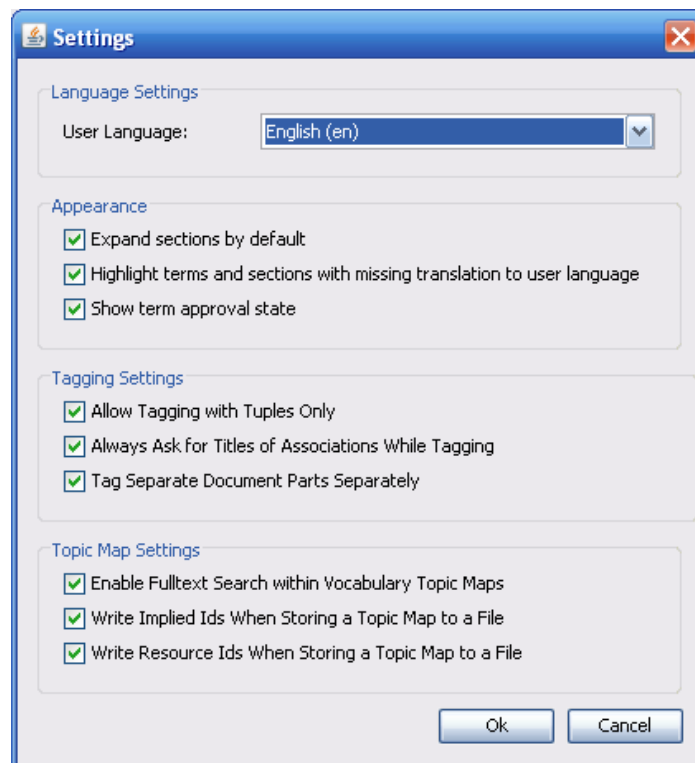 Settings
Language Settings
User Language: English (en)
Appearance
Expand sections by default
Highlight terms and sections with missing translation to user language
Show term approval state
Tagging Settings
Allow Tagging with Tuples Only
Always Ask for Titles of Associations While Tagging
Tag Separate Document Parts Separately
Topic Map Settings
Enable Fulltext Search within Vocabulary Topic Maps
Write Implied Ids When Storing a Topic Map to a File
Write Resource Ids When Storing a Topic Map to a File
Ok Cancel